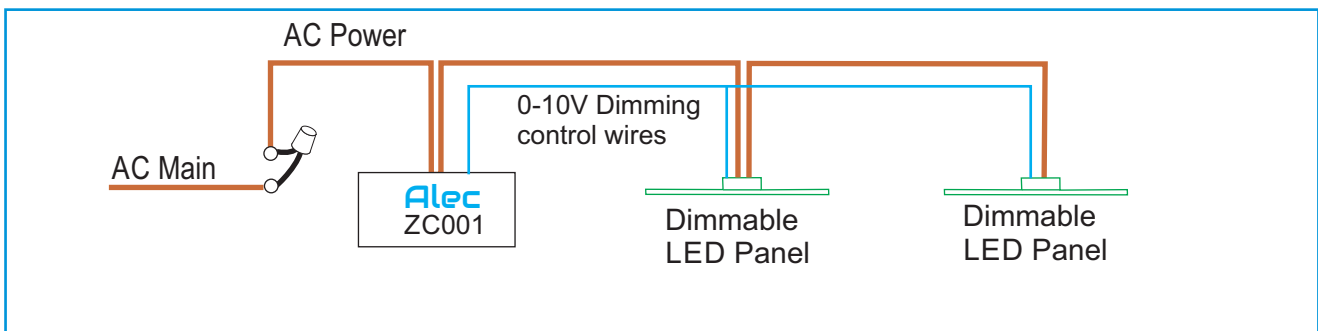 AC Power
0-10V Dimming
control wires
AC Main
Alec
ZC001
Dimmable
LED Panel
Dimmable
LED Panel